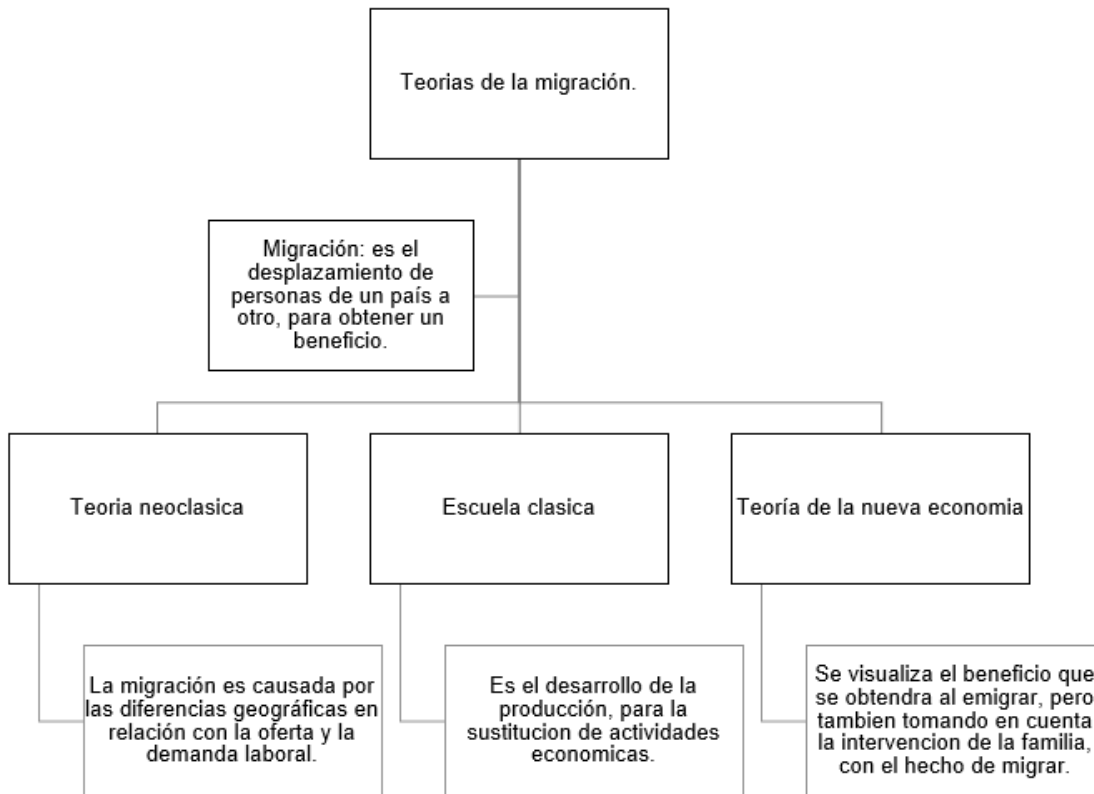 Teorias de la migración.
Migración: es el
desplazamiento de
personas de un país a
otro, para obtener un
beneficio.
Teoria neoclasica
Escuela clasica
Teoría de la nueva economia
La migración es causada por
las diferencias geográficas en
relación con la oferta y la
demanda laboral.
Es el desarrollo de la
producción, para la
sustitucion de actividades
economicas.
Se visualiza el beneficio que
se obtendra al emigrar, pero
tambien tomando en cuenta
la intervencion de la familia,
con el hecho de migrar.